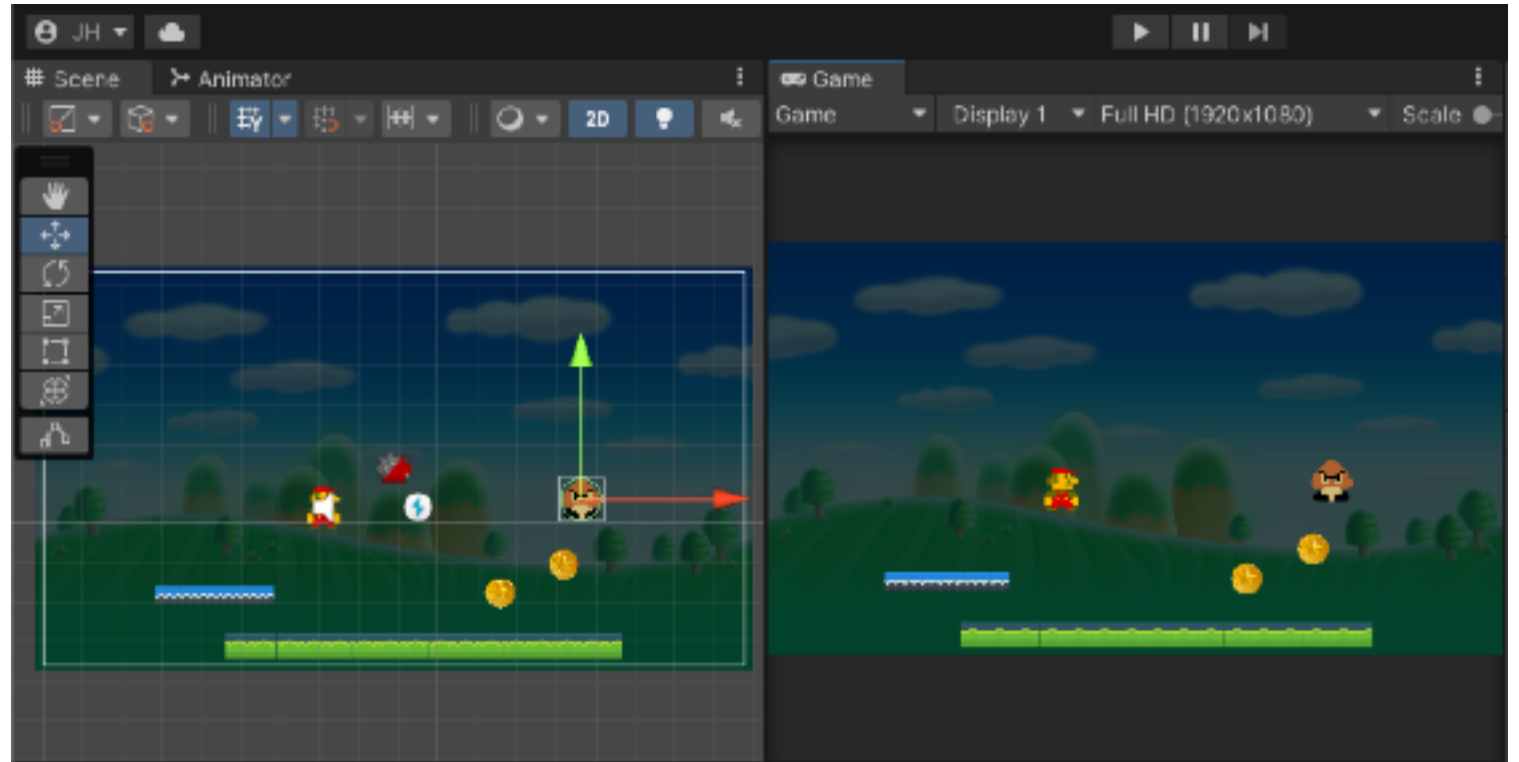 JH
Scene Animator
Game
2D
Game Display 1 Full HD (1920x1080) Scale